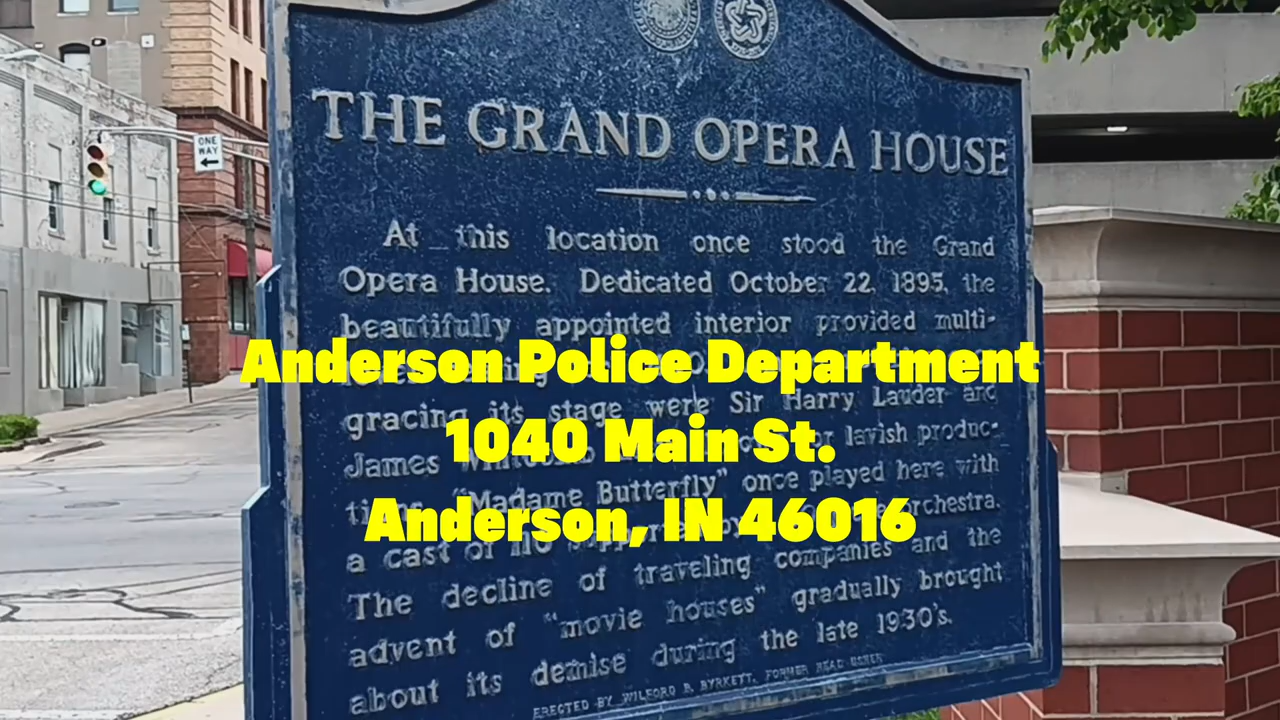 ONE
WAY
THE GRAND OPERA HOUSE
At this location once stood the Grand
Opera House. Dedicated October 22, 1895, the
beautifully appointed interior provided multi-
Anderson Police Department
gracing its stage were Sir Harry Lauder and
1040 Main St.
James lavish produc-
"Madame Butterfly" once played here with
Anderson, IN 46016
a cast of orchestra.
The decline of traveling companies and the
advent of "movie houses" gradually brought
about its demise during the late 1930's.
ERECTED BY WILFORD B. BYRKETT, FORMER HEAD USHER